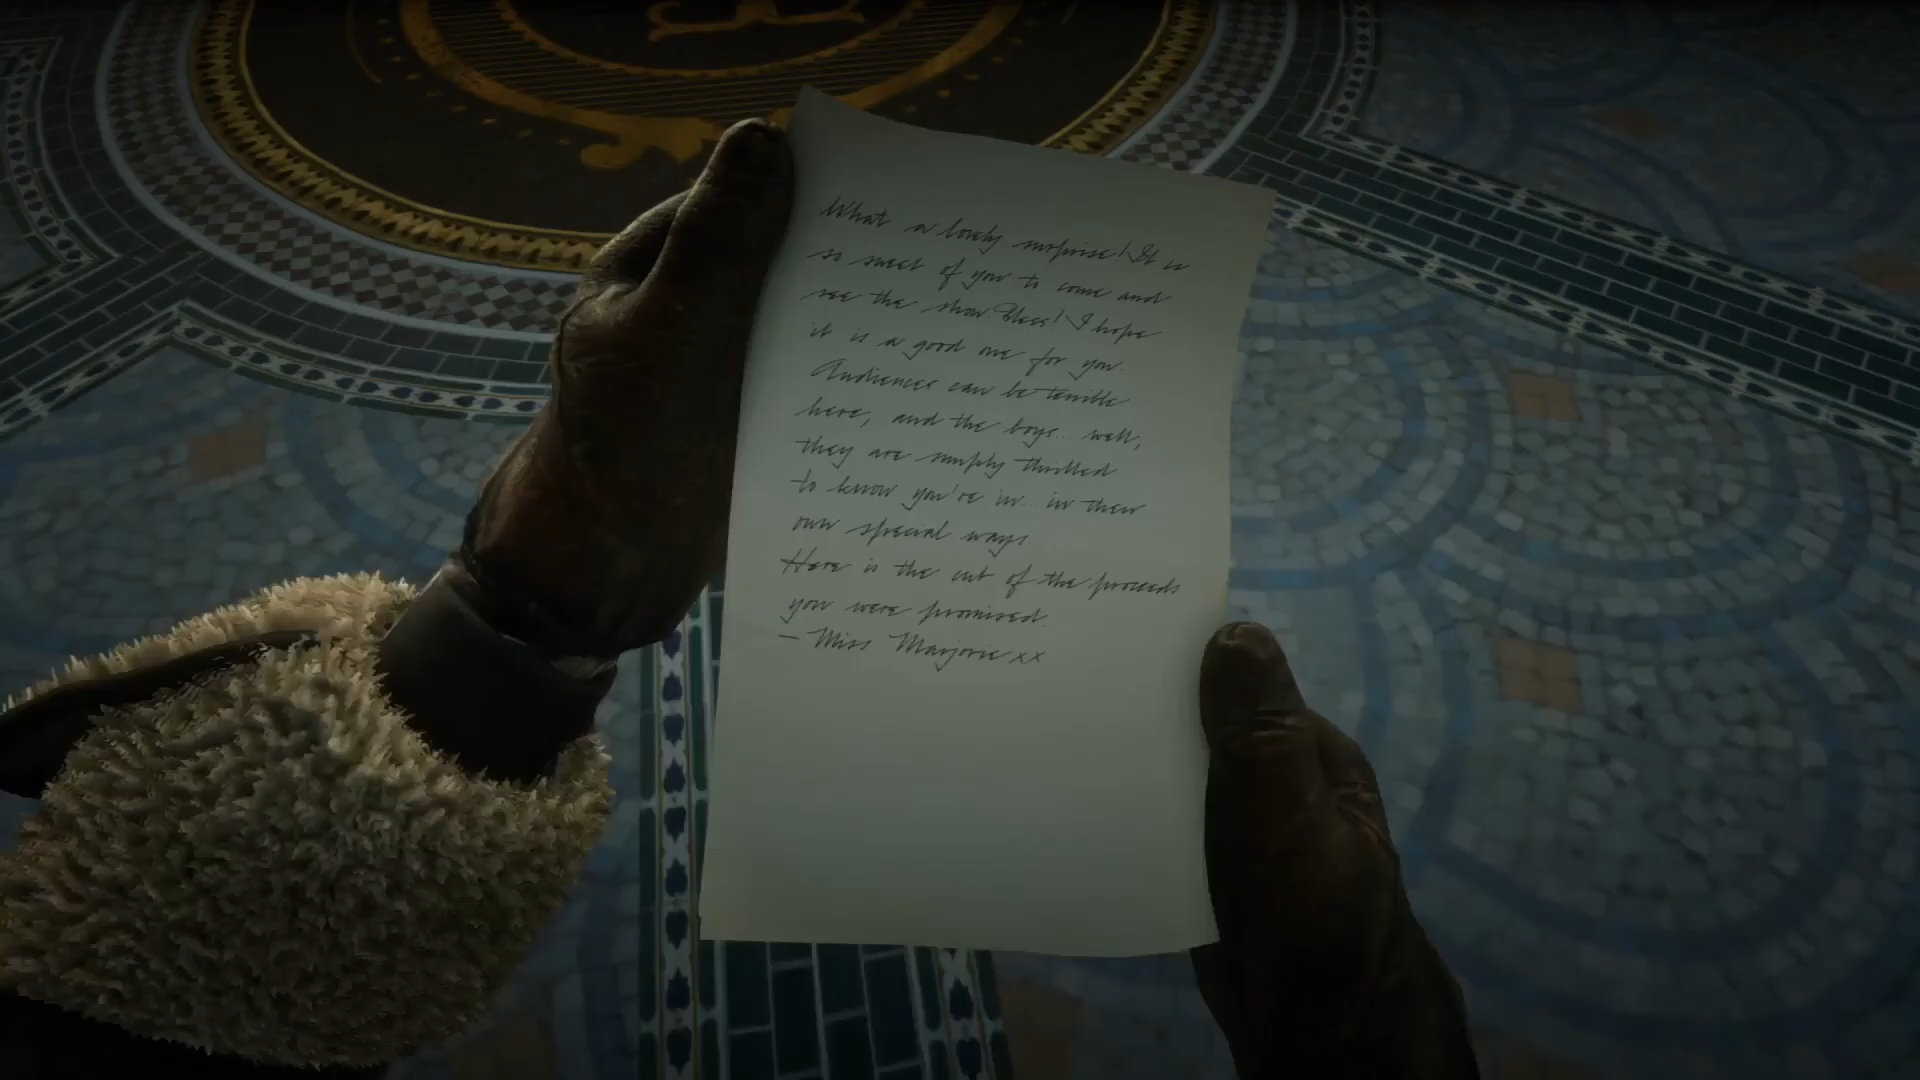 What a lovely surprise! It is
so sweet of you to come and
see the show. Bless! I hope
it is a good one for you.
Audiences can be terrible
here, and the boys... well,
they are simply thrilled
to know you're in... in their
own special ways.
Here is the cut of the proceeds
you were promised.
- Miss Marjorie xx